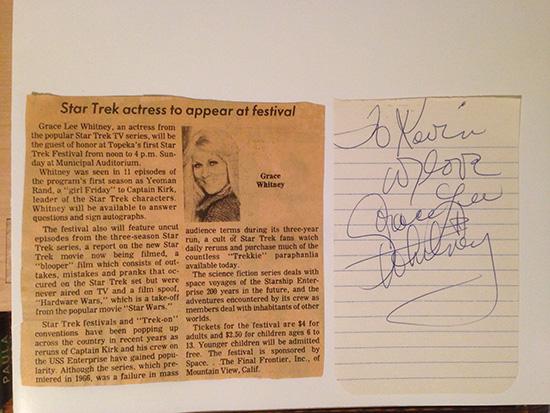 Star Trek actress to appear at festival
Grace Lee Whitney, an actress from
the popular Star Trek TV series, will be
the guest of honor at Topeka's first Star
Trek Festival from noon to 4 p.m. Sun-
day at Municipal Auditorium.
Whitney was seen in 11 episodes of
the program's first season as Yeoman
Rand, a "girl Friday" to Captain Kirk,
leader of the Star Trek characters.
Whitney will be available to answer
questions and sign autographs.
The festival also will feature uncut
episodes from the three-season Star
Trek series, a report on the new Star
Trek movie now being filmed, a
"blooper" film which consists of out-
takes, mistakes and pranks that oc-
cured on the Star Trek set but were
never aired on TV and a film spoof,
"Hardware Wars," which is a take-off
from the popular movie "Star Wars."
Star Trek festivals and "Trek-on"
conventions have been popping up
across the country in recent years as
reruns of Captain Kirk and his crew on
the USS Enterprise have gained popu-
larity. Although the series, which pre-
miered in 1966, was a failure in mass
Grace
Whitney
audience terms during its three-year
run, a cult of Star Trek fans watch
daily reruns and purchase much of the
countless "Trekkie" paraphanlia
available today.
The science fiction series deals with
space voyages of the Starship Enter-
prise 200 years in the future, and the
adventures encountered by its crew as
members deal with inhabitants of other
worlds.
Tickets for the festival are $4 for
adults and $2.50 for children ages 6 to
13. Younger children will be admitted
free. The festival is sponsored by
Space. . .The Final Frontier, Inc., of
Mountain View, Calif.
To Kevin
w/love
Grace Lee
Whitney
PAULA